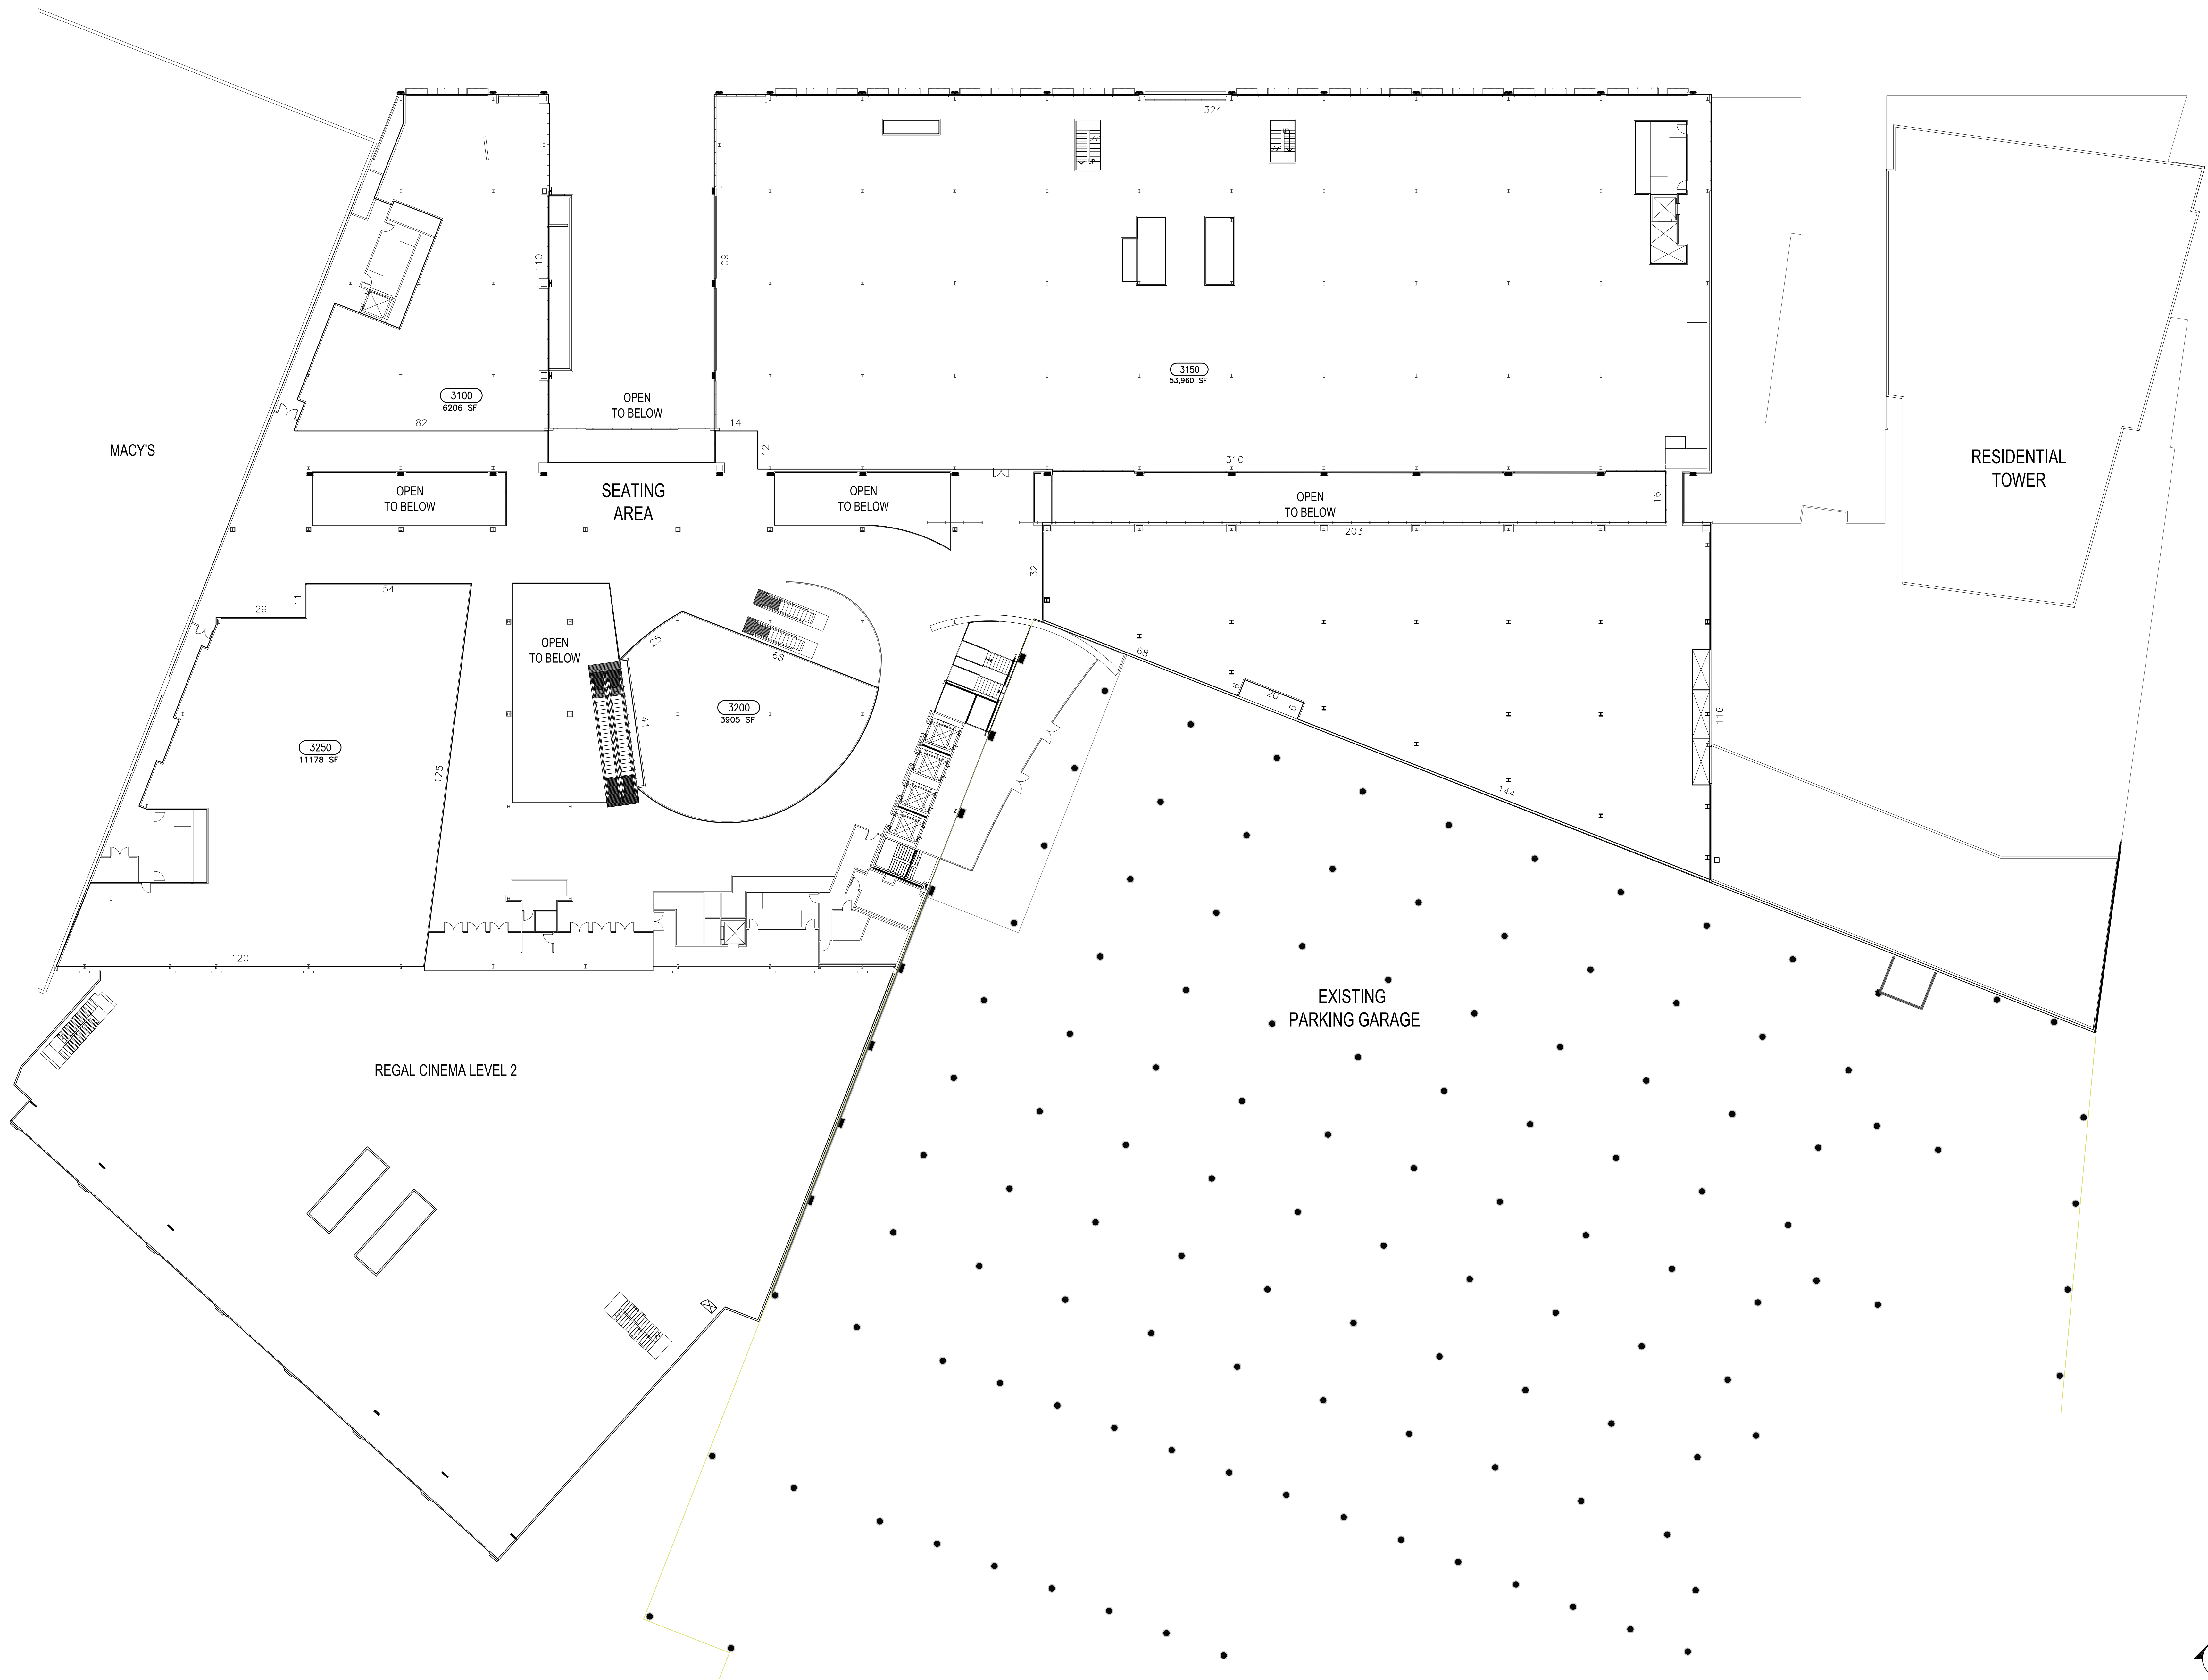 324
110
109
3150
53,960 SF
3100
6206 SF
OPEN
TO BELOW
82
14
12
310
MACY'S
RESIDENTIAL
TOWER
OPEN
TO BELOW
SEATING
AREA
OPEN
TO BELOW
OPEN
TO BELOW
16
203
32
54
11
29
OPEN
TO BELOW
25
68
68
6
20
6
3200
3905 SF
41
116
3250
11178 SF
125
144
120
EXISTING
PARKING GARAGE
REGAL CINEMA LEVEL 2